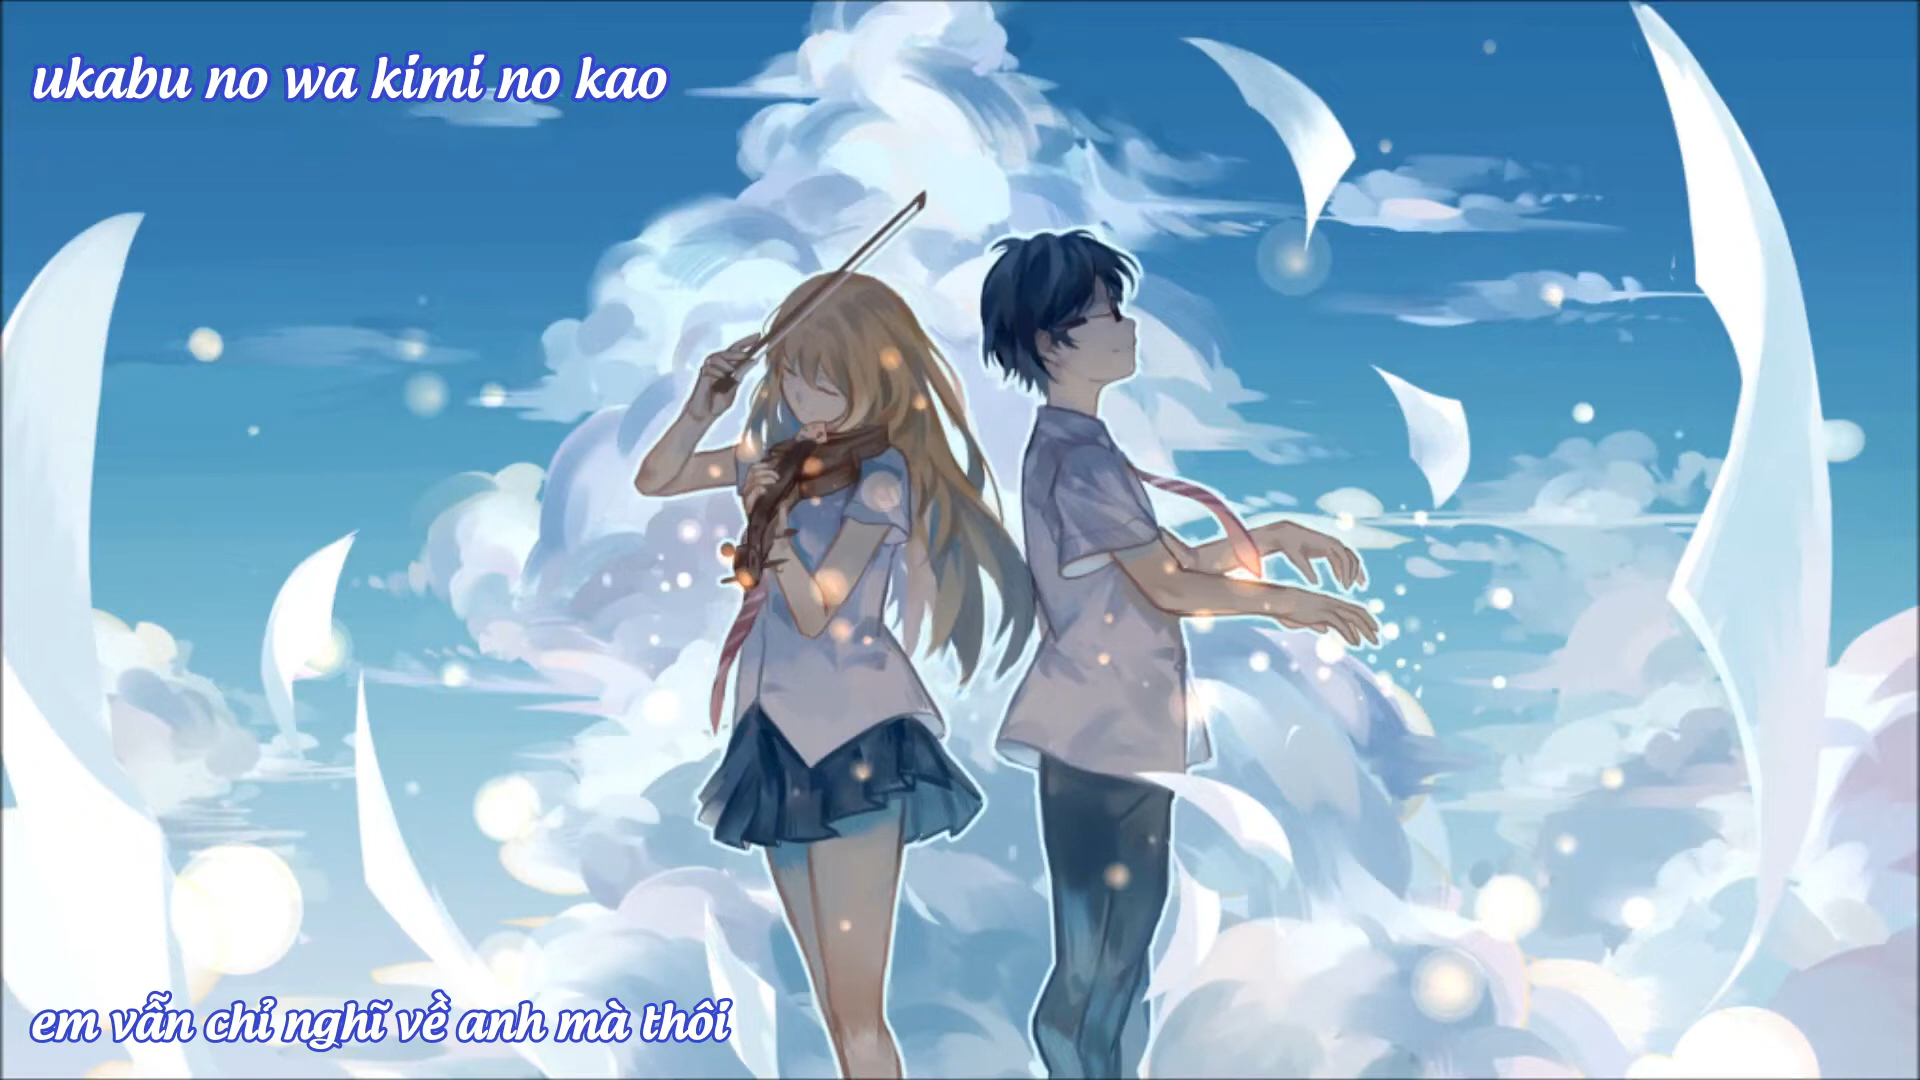 ukabu no wa kimi no kao
em vẫn chỉ nghĩ về anh mà thôi